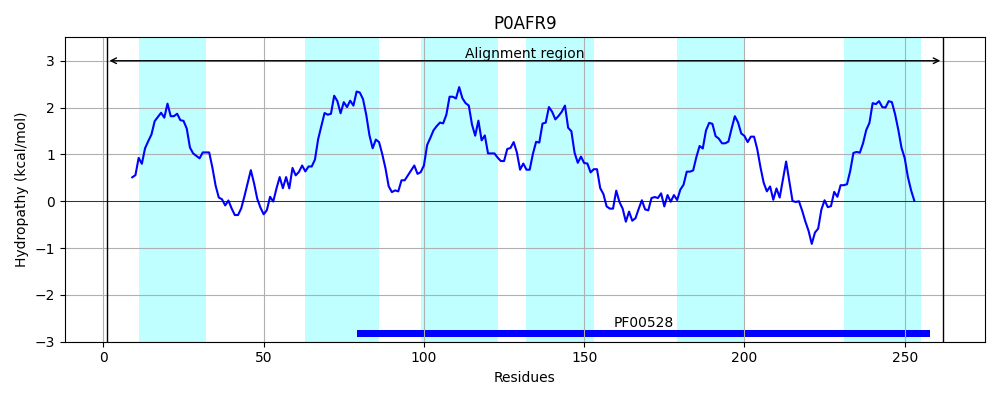 P0AFR9
Alignment region
3
2
1
0
−1
−2
−3
Hydropathy (kcal/mol)
PF00528
0 50 100 150 200 250
Residues